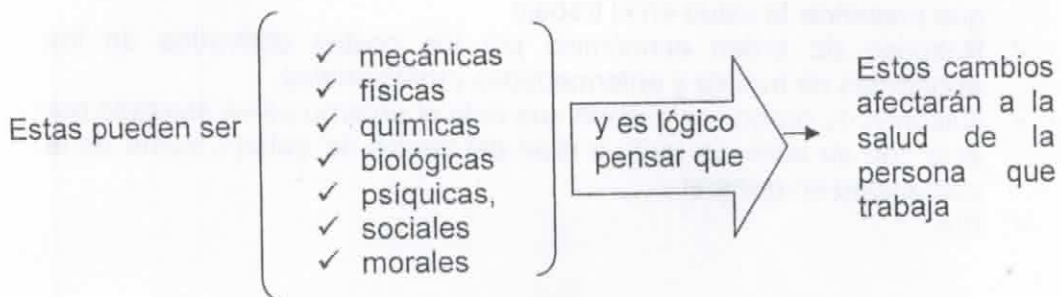 Estas pueden ser
✓ mecánicas
✓ físicas
✓ químicas
✓ biológicas
✓ psíquicas,
✓ sociales
✓ morales
y es lógico
pensar que
Estos cambios
afectarán a la
salud de la
persona que
trabaja